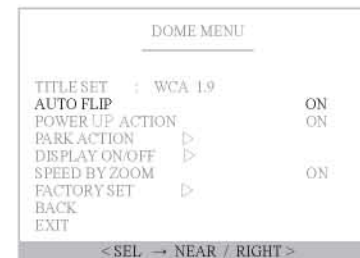 DOME MENU
TITLE SET : WCA 1.9
AUTO FLIP ON
POWER UP ACTION ON
PARK ACTION ▷
DISPLAY ON/OFF ▷
SPEED BY ZOOM ON
FACTORY SET ▷
BACK
EXIT
<SEL → NEAR / RIGHT>